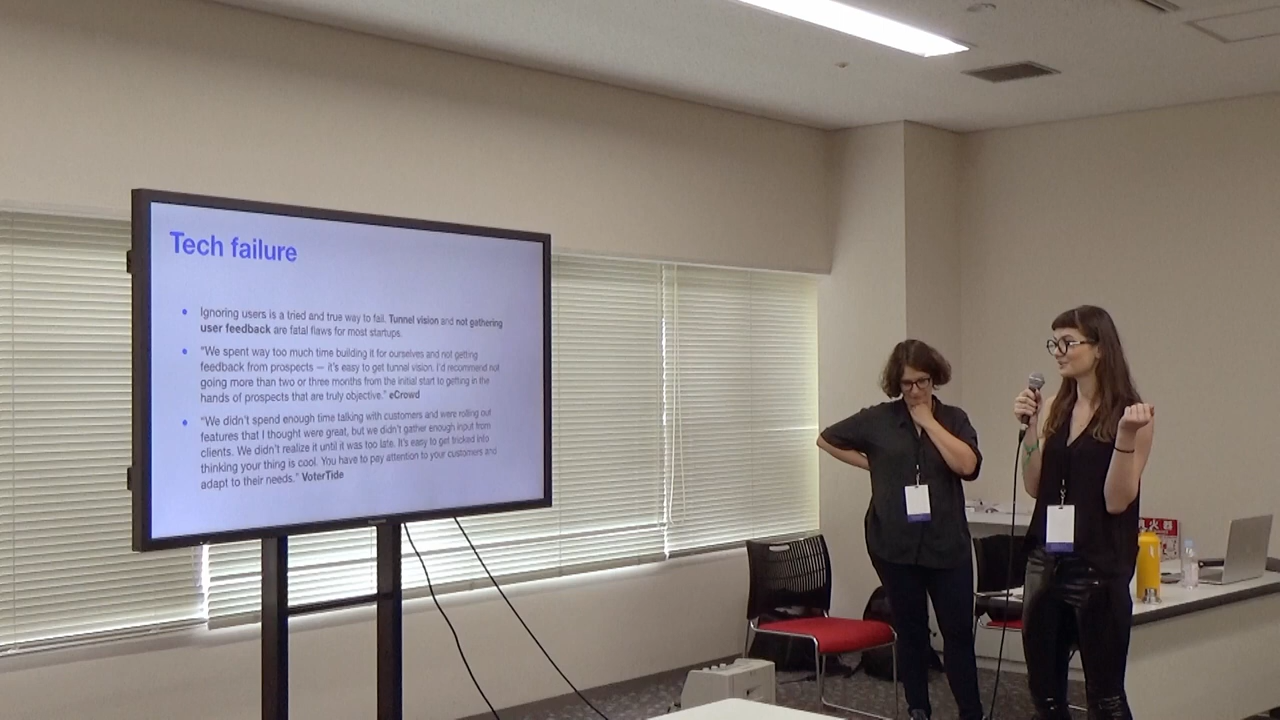 Tech failure
Ignoring users is a tried and true way to fail. Tunnel vision and not gathering
user feedback are fatal flaws for most startups.
“We spent way too much time building it for ourselves and not getting
feedback from prospects — it’s easy to get tunnel vision. I’d recommend not
going more than two or three months from the initial start to getting in the
hands of prospects that are truly objective.” eCrowd
“We didn’t spend enough time talking with customers and were rolling out
features that I thought were great, but we didn’t gather enough input from
clients. We didn’t realize it until it was too late. It’s easy to get tricked into
thinking your thing is cool. You have to pay attention to your customers and
adapt to their needs.” VoterTide
火器